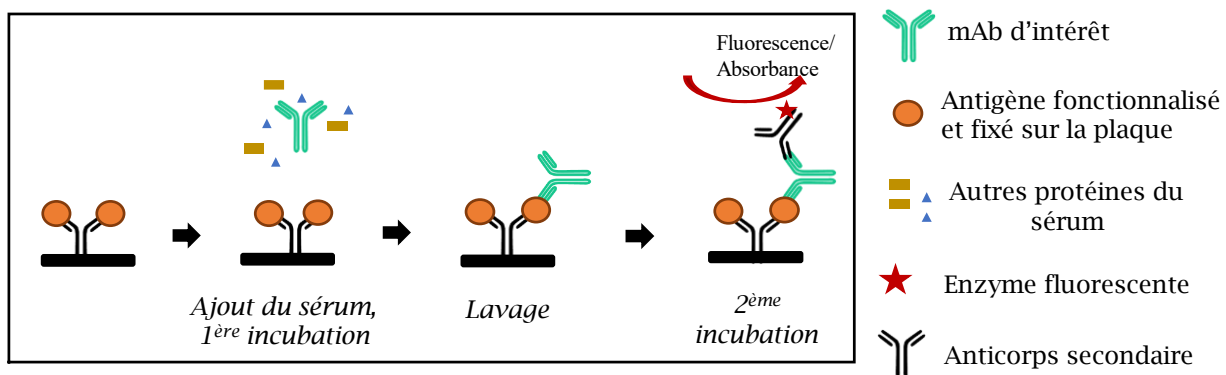 Fluorescence/
Absorbance
Ajout du sérum,
1ère incubation
Lavage
2ème
incubation
mAb d’intérêt
Antigène fonctionnalisé
et fixé sur la plaque
Autres protéines du
sérum
Enzyme fluorescente
Anticorps secondaire